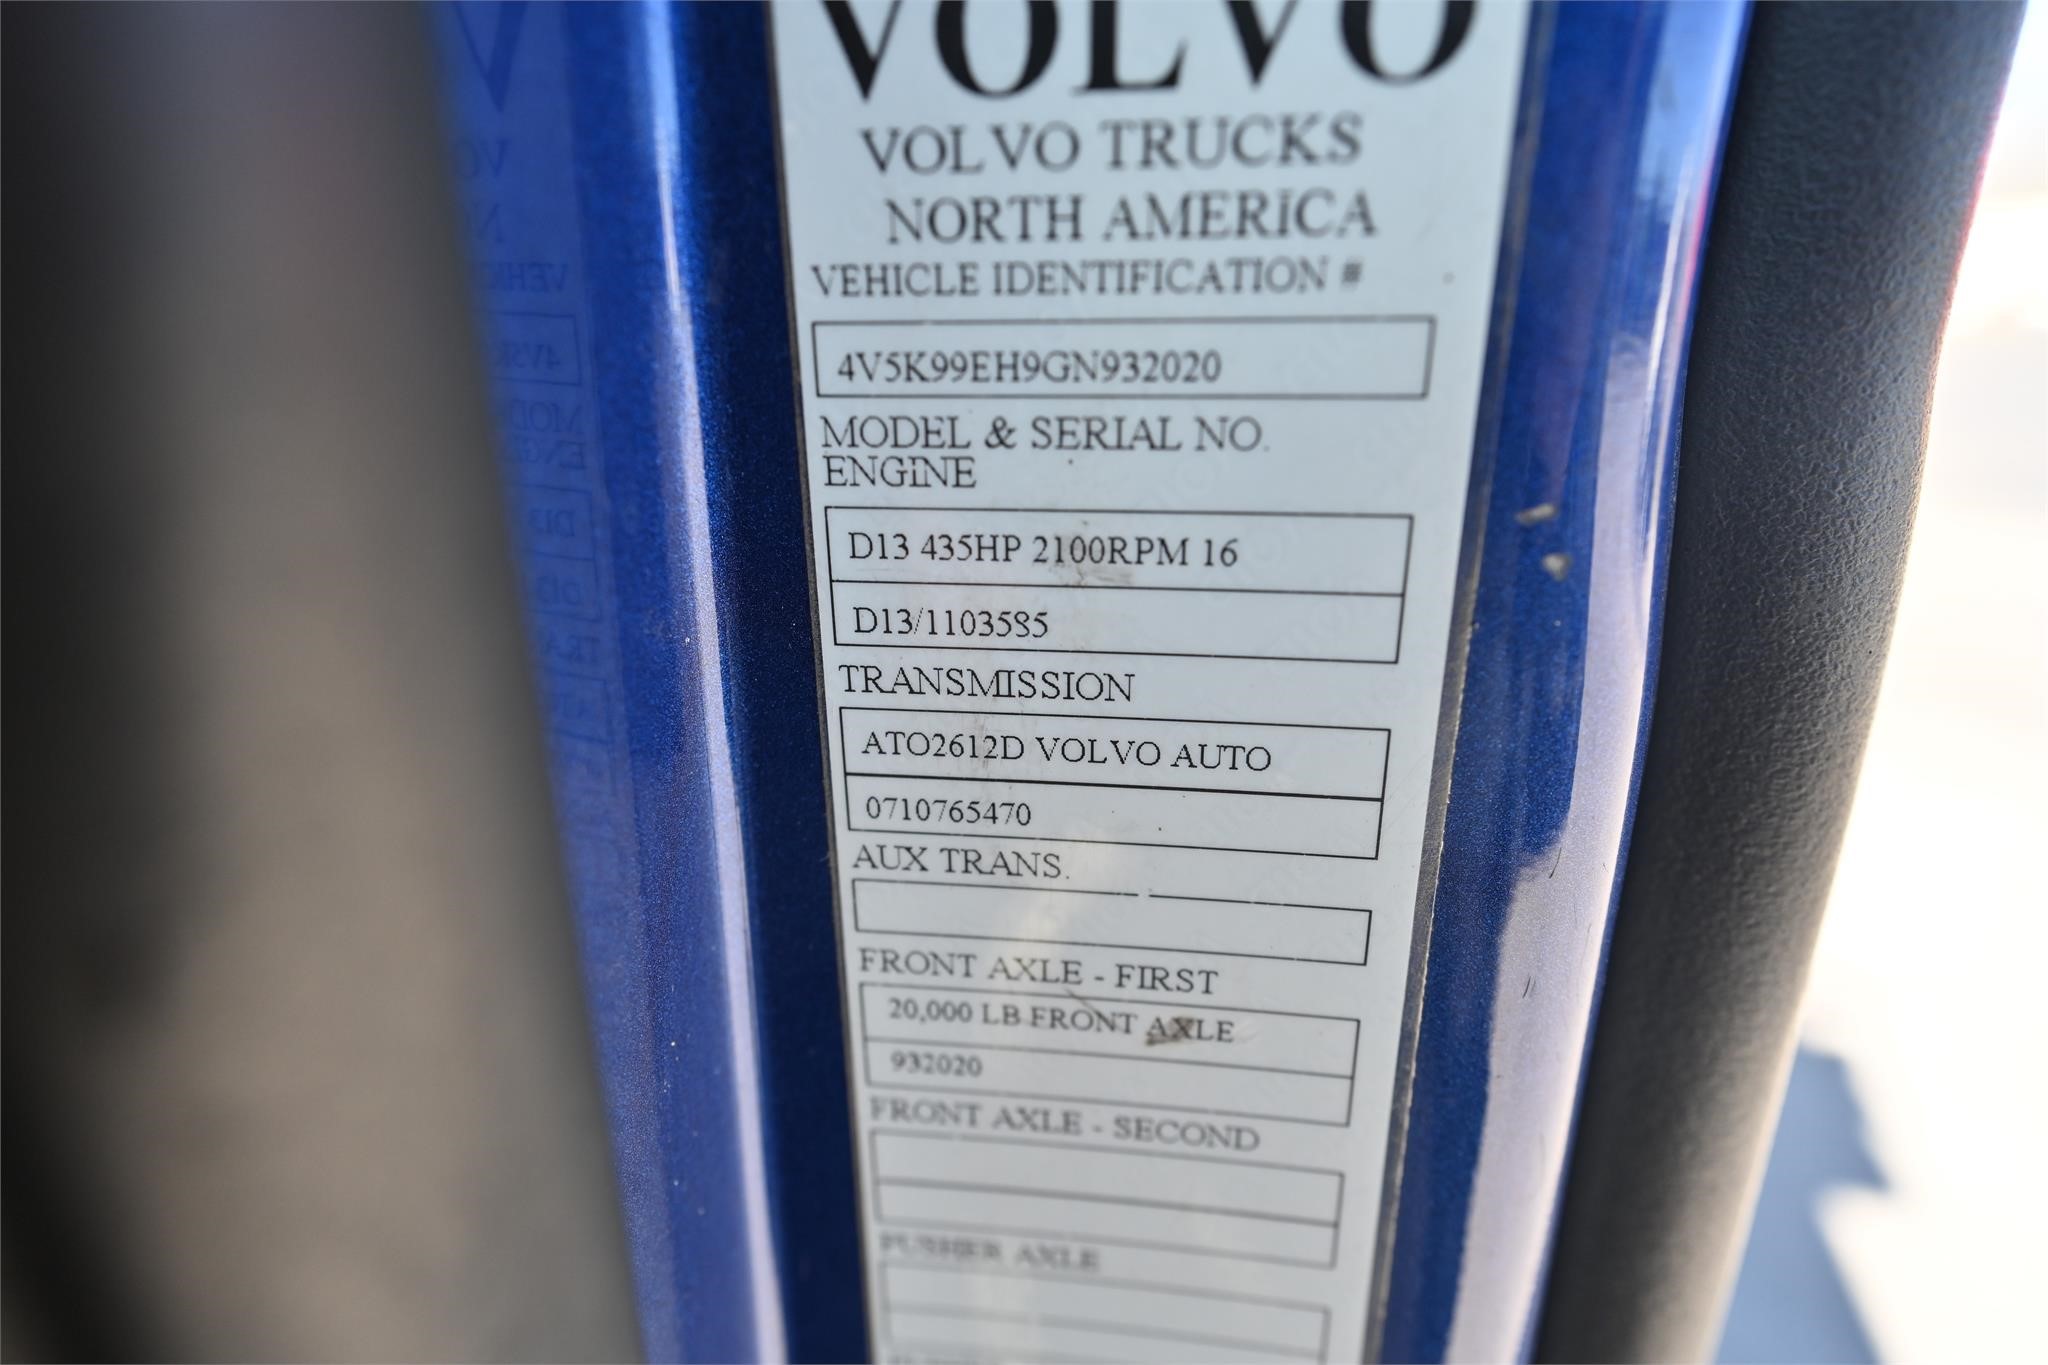 VOLVO
VOLVO TRUCKS
NORTH AMERICA
VEHICLE IDENTIFICATION #
4V5K99EH9GN932020
MODEL & SERIAL NO.
ENGINE
D13 435HP 2100RPM 16
D13/1103585
TRANSMISSION
ATO2612D VOLVO AUTO
0710765470
AUX TRANS.
FRONT AXLE - FIRST
20,000 LB FRONT AXLE
932020
FRONT AXLE - SECOND
PUSHER AXLE